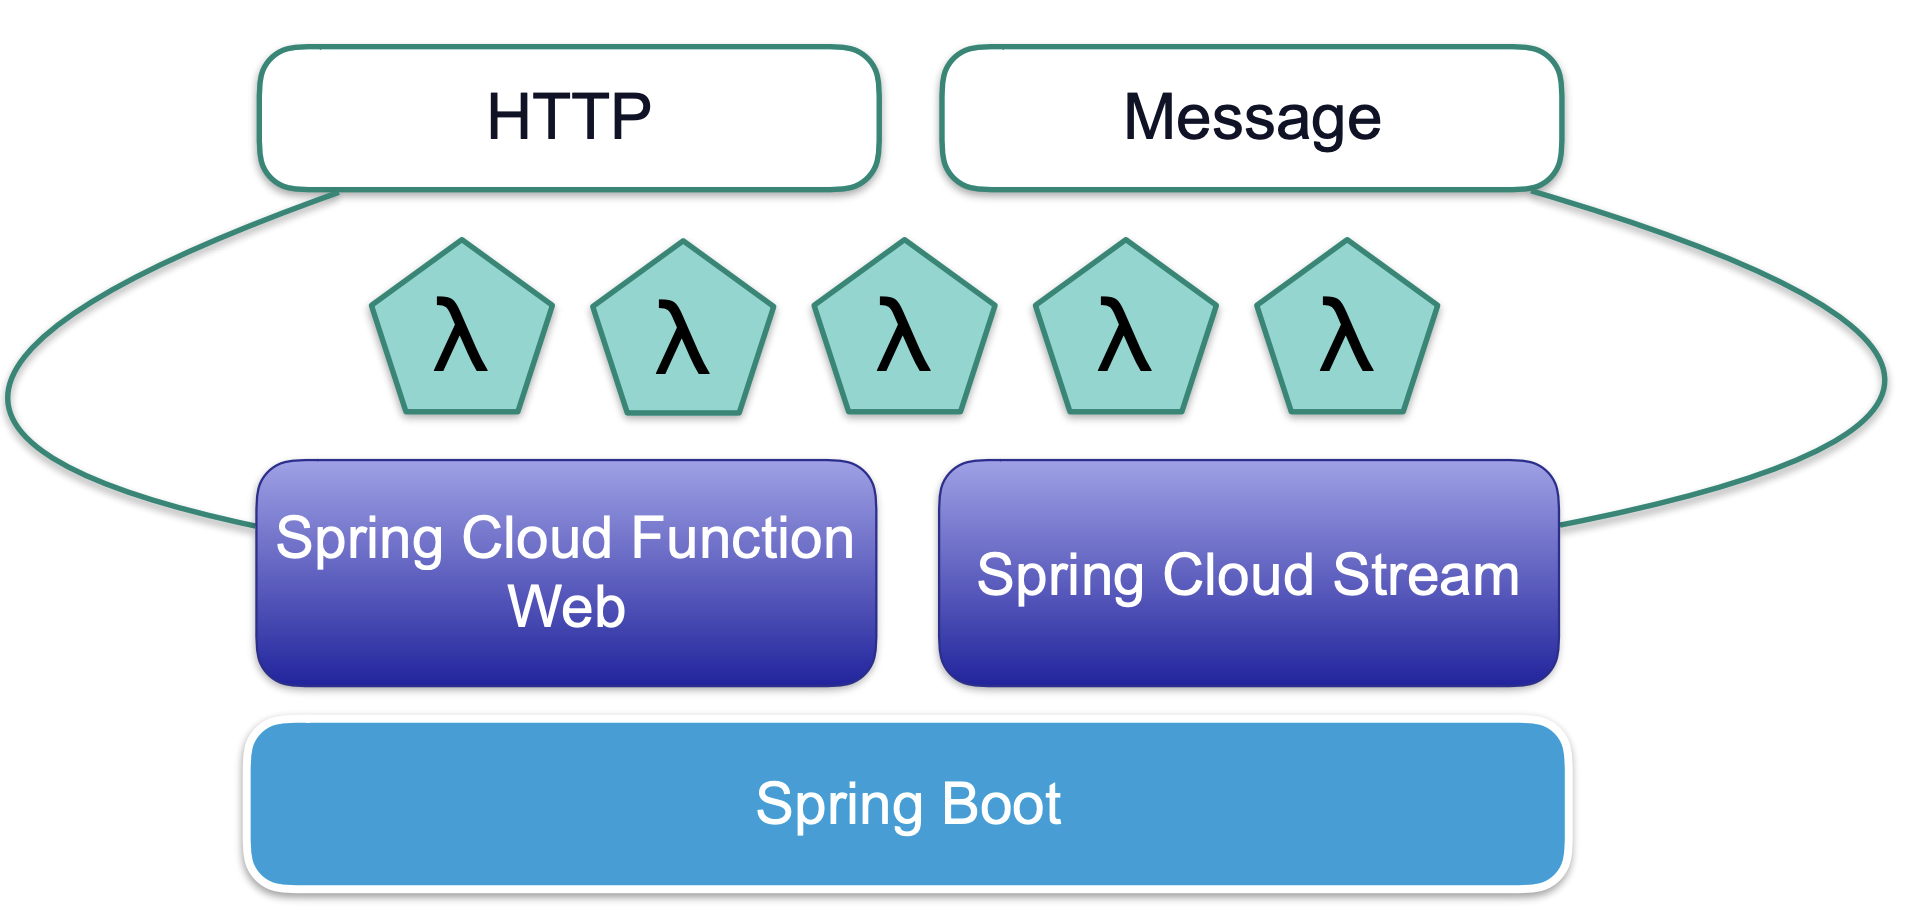 HTTP
Message
λ
λ
λ
λ
λ
Spring Cloud Function
Web
Spring Cloud Stream
Spring Boot